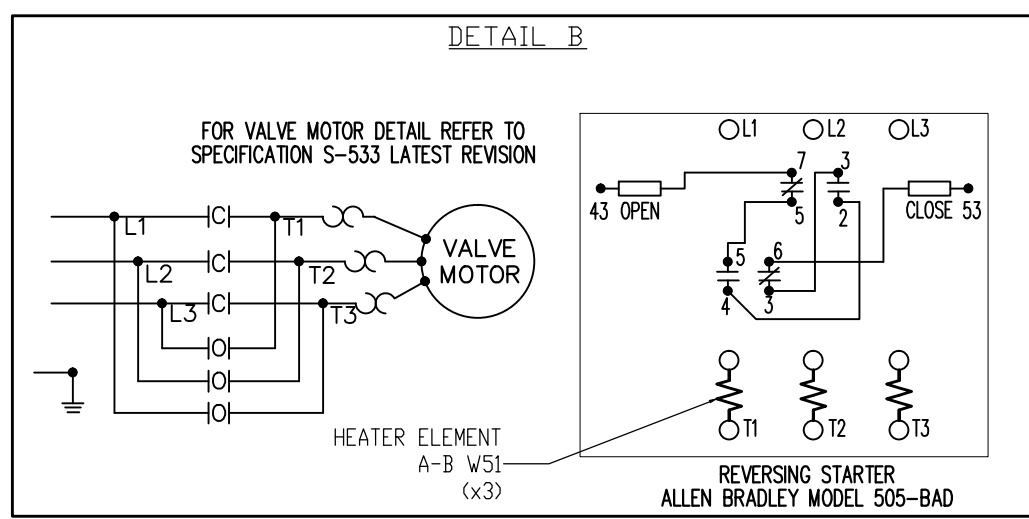 DETAIL B
FOR VALVE MOTOR DETAIL REFER TO
SPECIFICATION S-533 LATEST REVISION
L1
C
T1
L2
C
T2
L3
C
T3
O
O
O
VALVE
MOTOR
HEATER ELEMENT
A-B W51
(x3)
L1 L2 L3
7 3
43 OPEN 5 2 CLOSE 53
5 6
4 3
T1 T2 T3
REVERSING STARTER
ALLEN BRADLEY MODEL 505-BAD